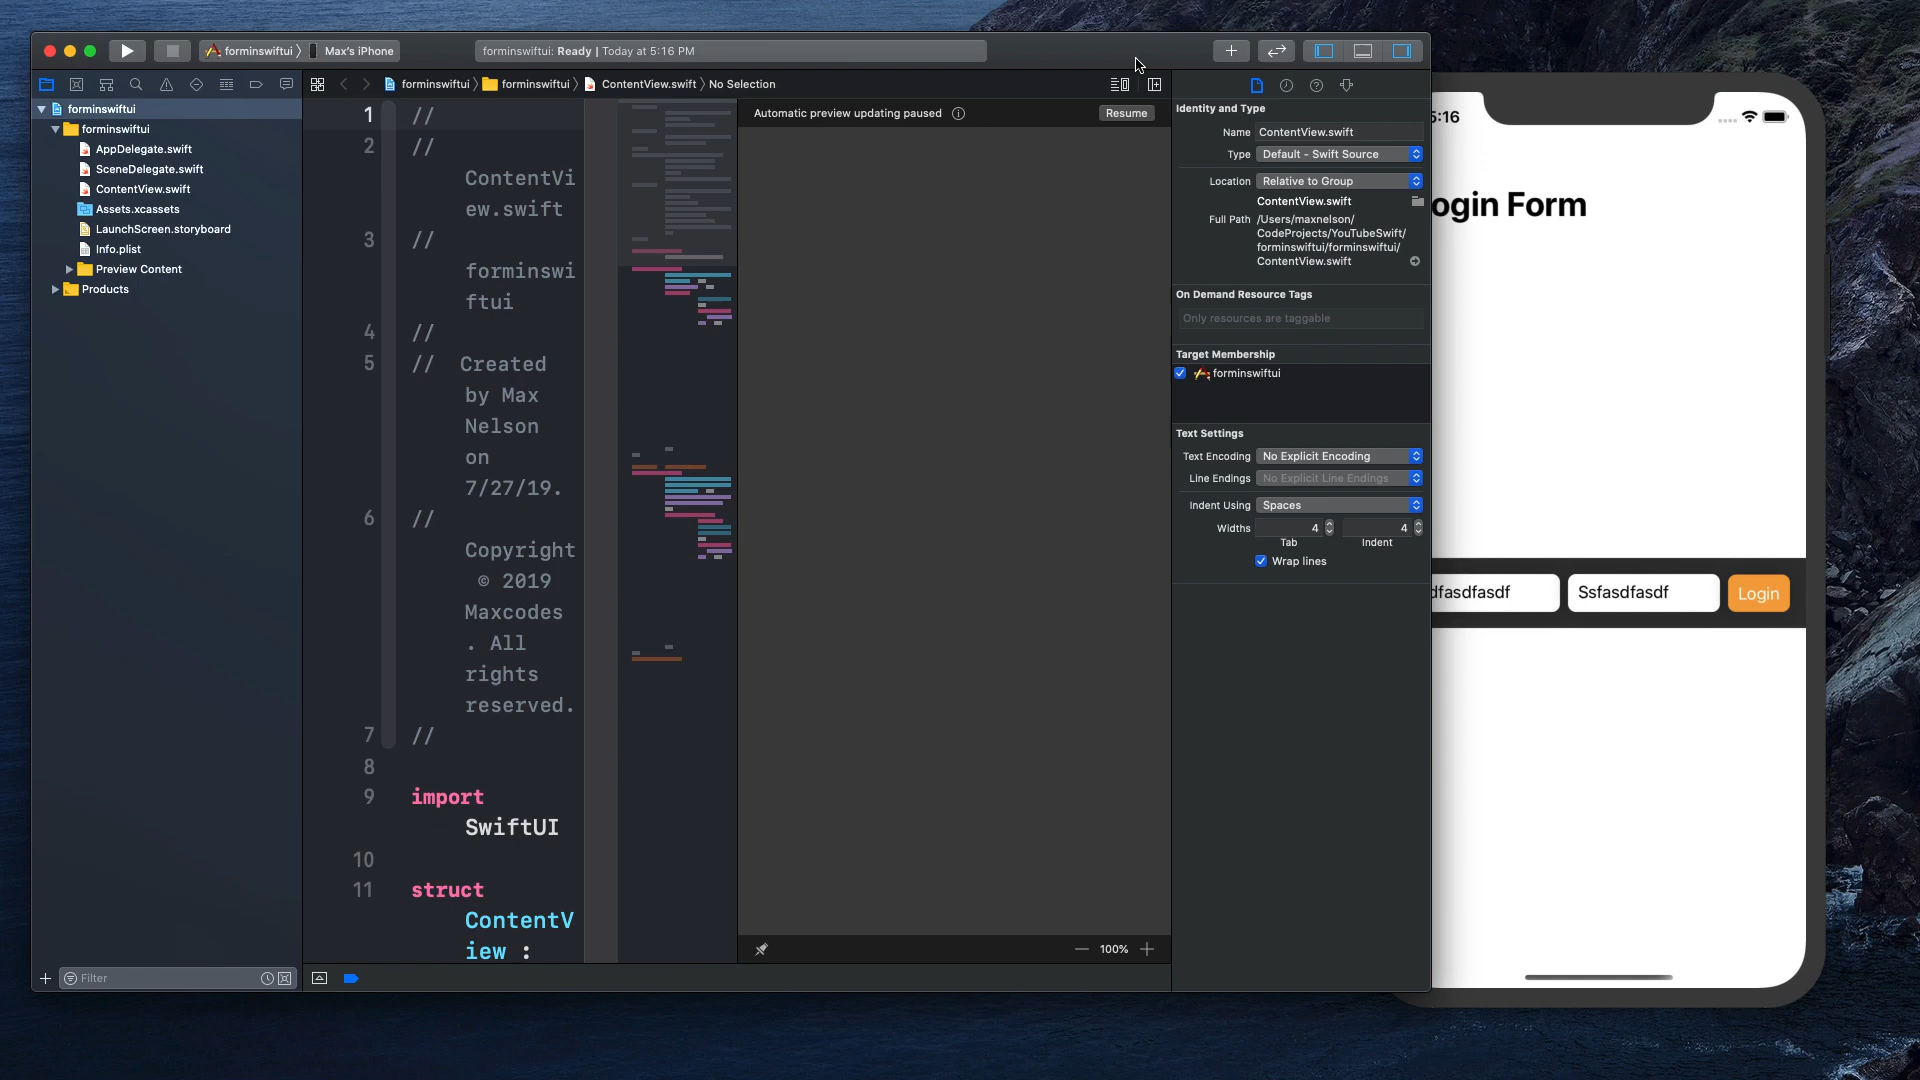 forminswiftui
Max's iPhone
forminswiftui: Ready | Today at 5:16 PM
forminswiftui
forminswiftui
ContentView.swift
No Selection
forminswiftui
forminswiftui
AppDelegate.swift
SceneDelegate.swift
ContentView.swift
Assets.xcassets
LaunchScreen.storyboard
Info.plist
Preview Content
Products
Filter
1 //
2 //
ContentVi
ew.swift
3 //
forminswi
ftui
4 //
5 // Created
by Max
Nelson
on
7/27/19.
6 //
Copyright
© 2019
Maxcodes
. All
rights
reserved.
7 //
8
9 import
SwiftUI
10
11 struct
ContentV
iew :
Automatic preview updating paused
Resume
100%
Identity and Type
Name ContentView.swift
Type Default - Swift Source
Location Relative to Group
ContentView.swift
Full Path /Users/maxnelson/
CodeProjects/YouTubeSwift/
forminswiftui/forminswiftui/
ContentView.swift
On Demand Resource Tags
Only resources are taggable
Target Membership
forminswiftui
Text Settings
Text Encoding No Explicit Encoding
Line Endings No Explicit Line Endings
Indent Using Spaces
Widths 4 4
Tab Indent
Wrap lines
5:16
ogin Form
dfasdfasdf
Ssfasdfasdf
Login